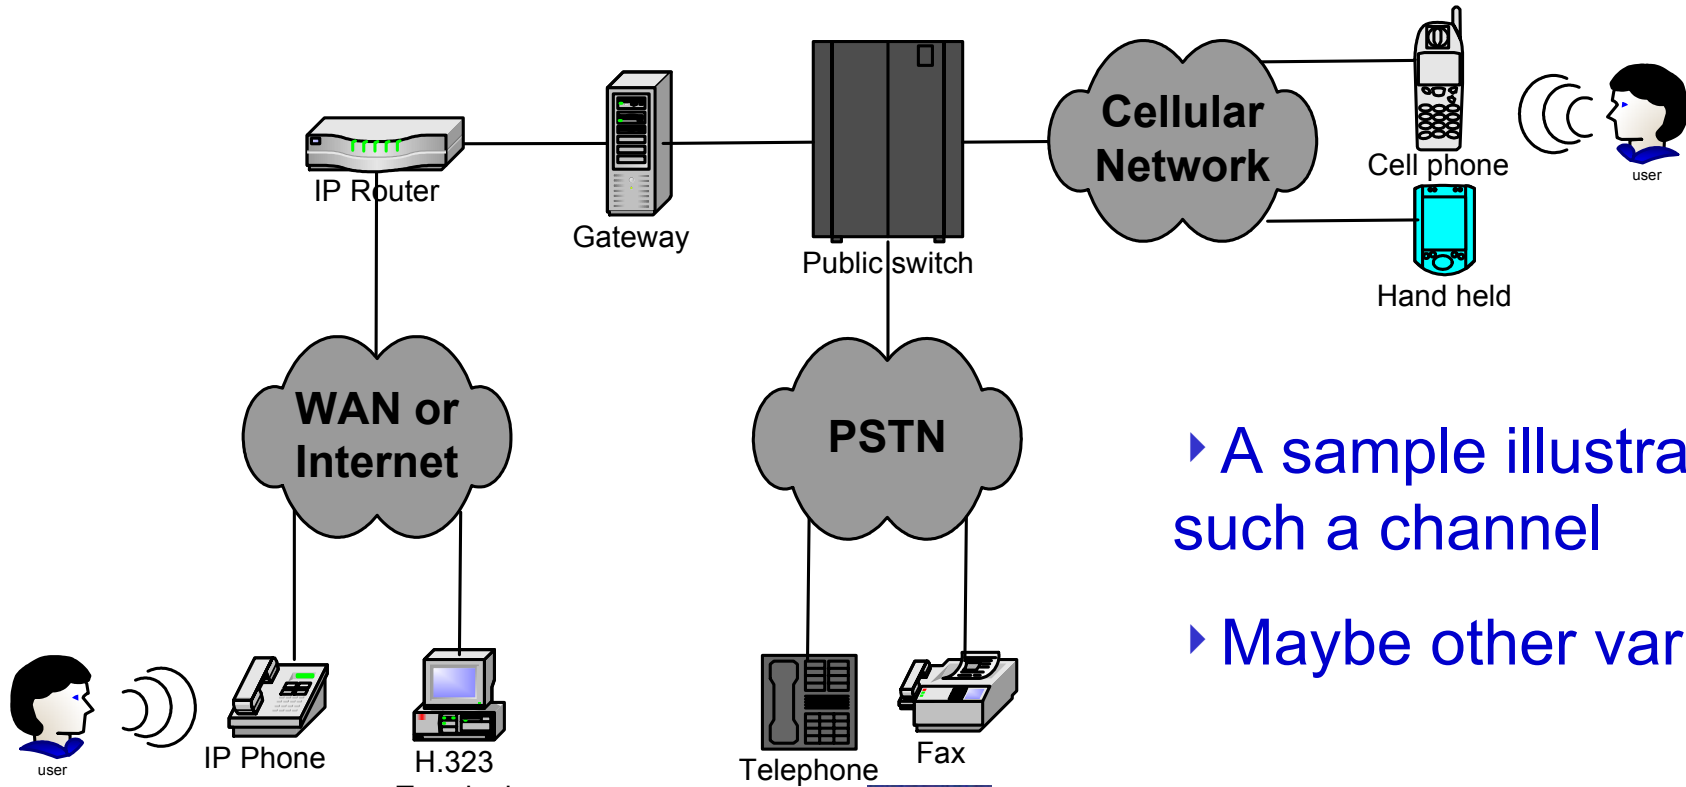 Cellular
Network
Cell phone
user
IP Router
Gateway
Public switch
Hand held
WAN or
Internet
PSTN
A sample illustra
such a channel
Maybe other var
user
IP Phone
H.323
Telephone
Fax